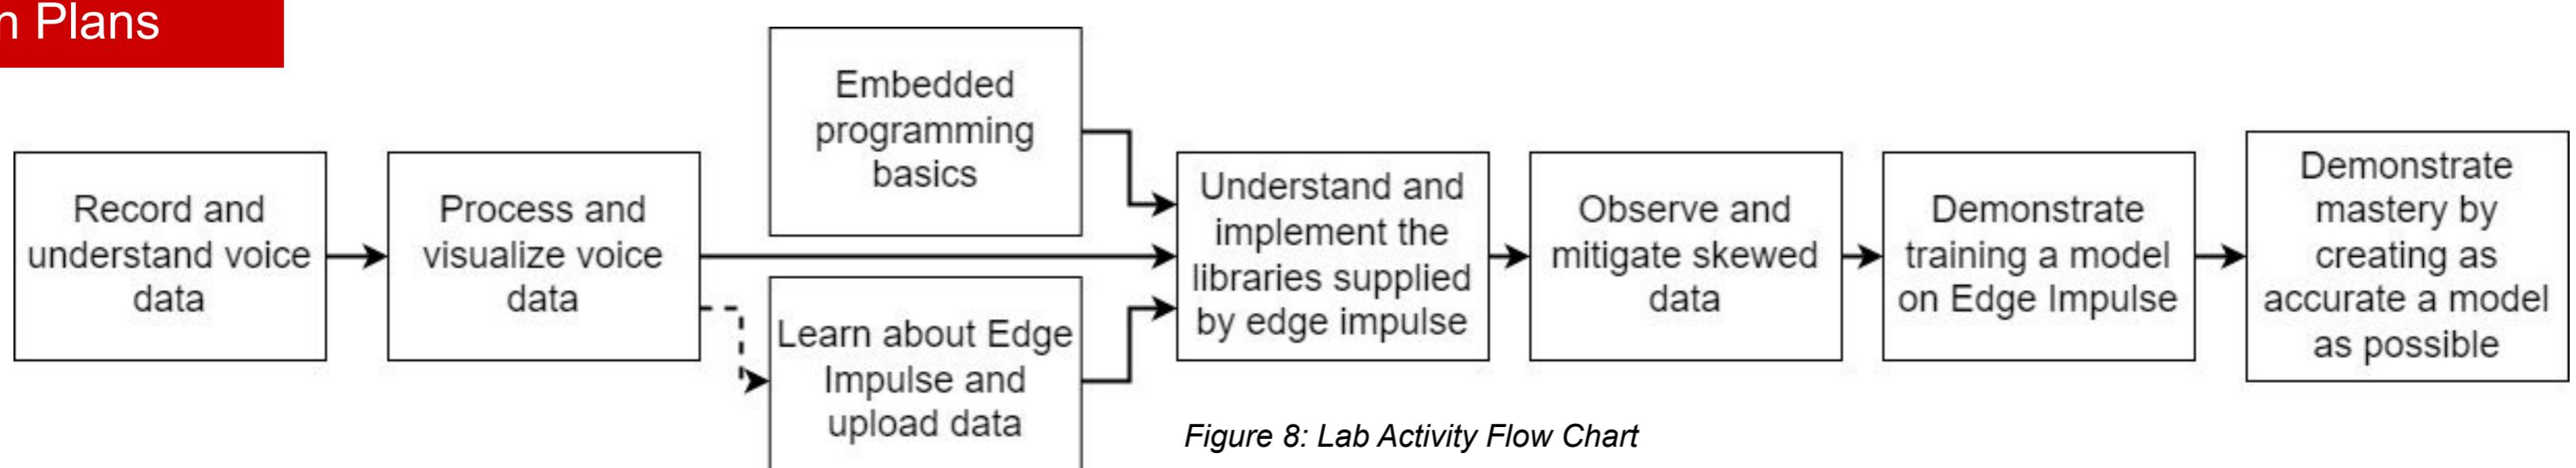 n Plans
Record and
understand voice
data
Process and
visualize voice
data
Embedded
programming
basics
Learn about Edge
Impulse and
upload data
Understand and
implement the
libraries supplied
by edge impulse
Observe and
mitigate skewed
data
Demonstrate
training a model
on Edge Impulse
Demonstrate
mastery by
creating as
accurate a model
as possible
Figure 8: Lab Activity Flow Chart